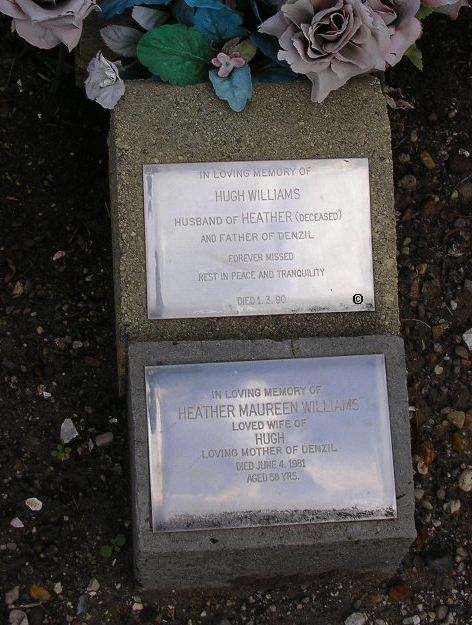 IN LOVING MEMORY OF
HUGH WILLIAMS
HUSBAND OF HEATHER (DECEASED)
AND FATHER OF DENZIL
FOREVER MISSED
REST IN PEACE AND TRANQUILITY
DIED 1. 3. 90
©
IN LOVING MEMORY OF
HEATHER MAUREEN WILLIAMS
LOVED WIFE OF
HUGH
LOVING MOTHER OF DENZIL
DIED JUNE 4, 1981
AGED 58 YRS.